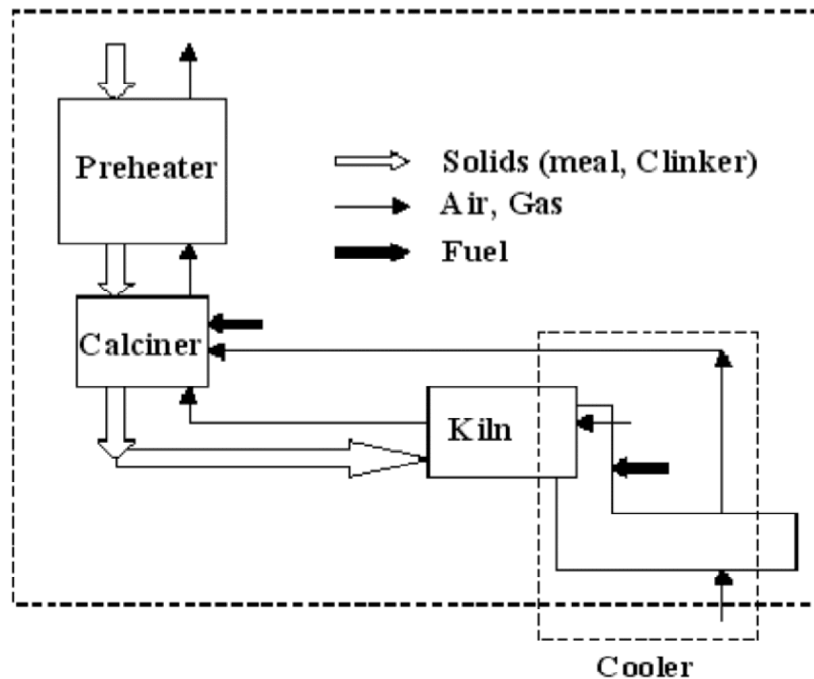 Preheater
Solids (meal, Clinker)
Air, Gas
Fuel
Calciner
Kiln
Cooler